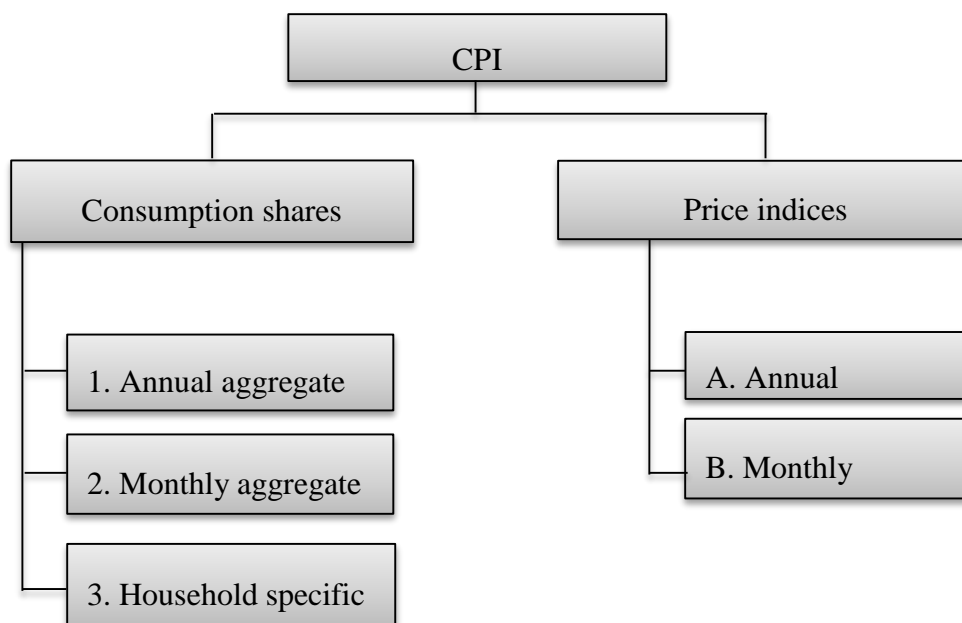 CPI
Consumption shares
Price indices
1. Annual aggregate
2. Monthly aggregate
3. Household specific
A. Annual
B. Monthly